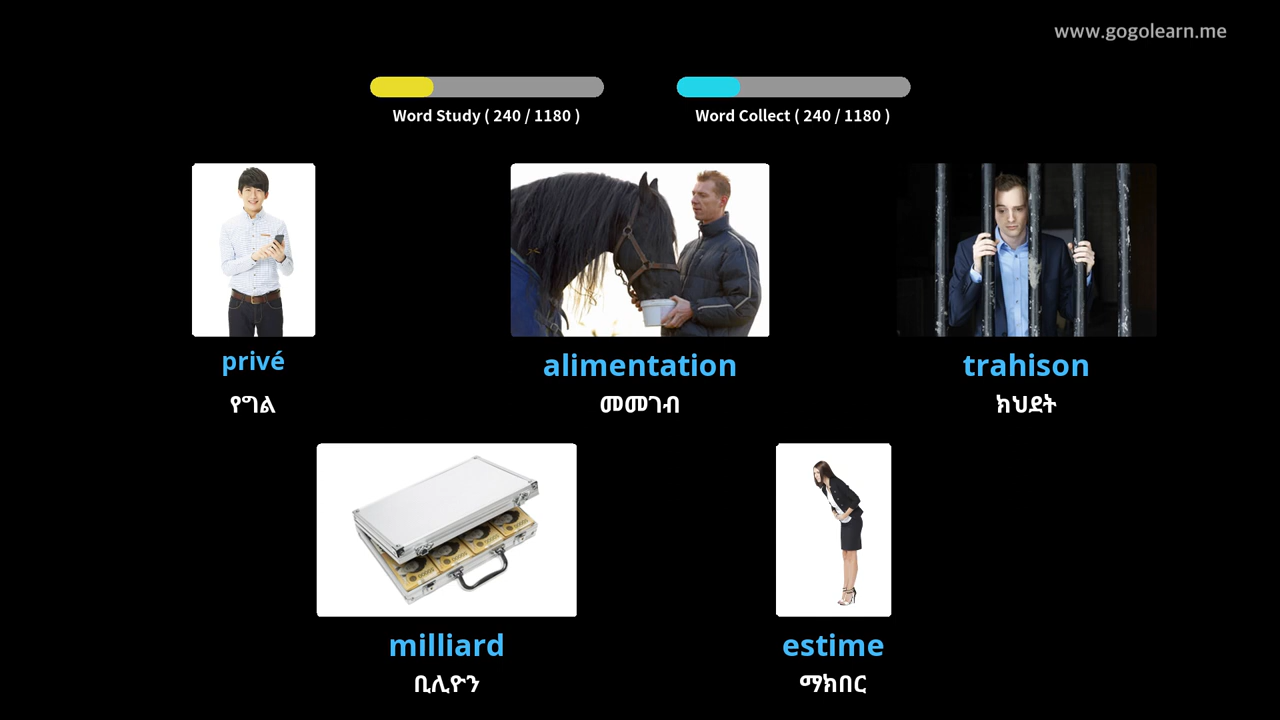 www.gogolearn.me
Word Study ( 240 / 1180 )
Word Collect ( 240 / 1180 )
privé
alimentation
trahison
የግል
መመገብ
ክህደት
milliard
estime
ቢሊዮን
ማክበር